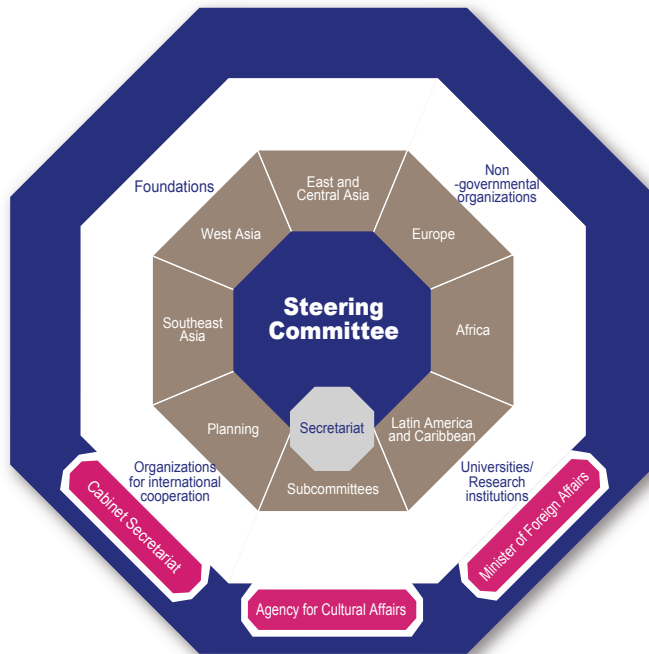 East and
Central Asia
Non
-governmental
organizations
Foundations
West Asia
Europe
Steering
Committee
Southeast
Asia
Africa
Planning
Secretariat
Latin America
and Caribbean
Organizations
for international
cooperation
Subcommittees
Universities/
Research
institutions
Cabinet Secretariat
Agency for Cultural Affairs
Minister of Foreign Affairs